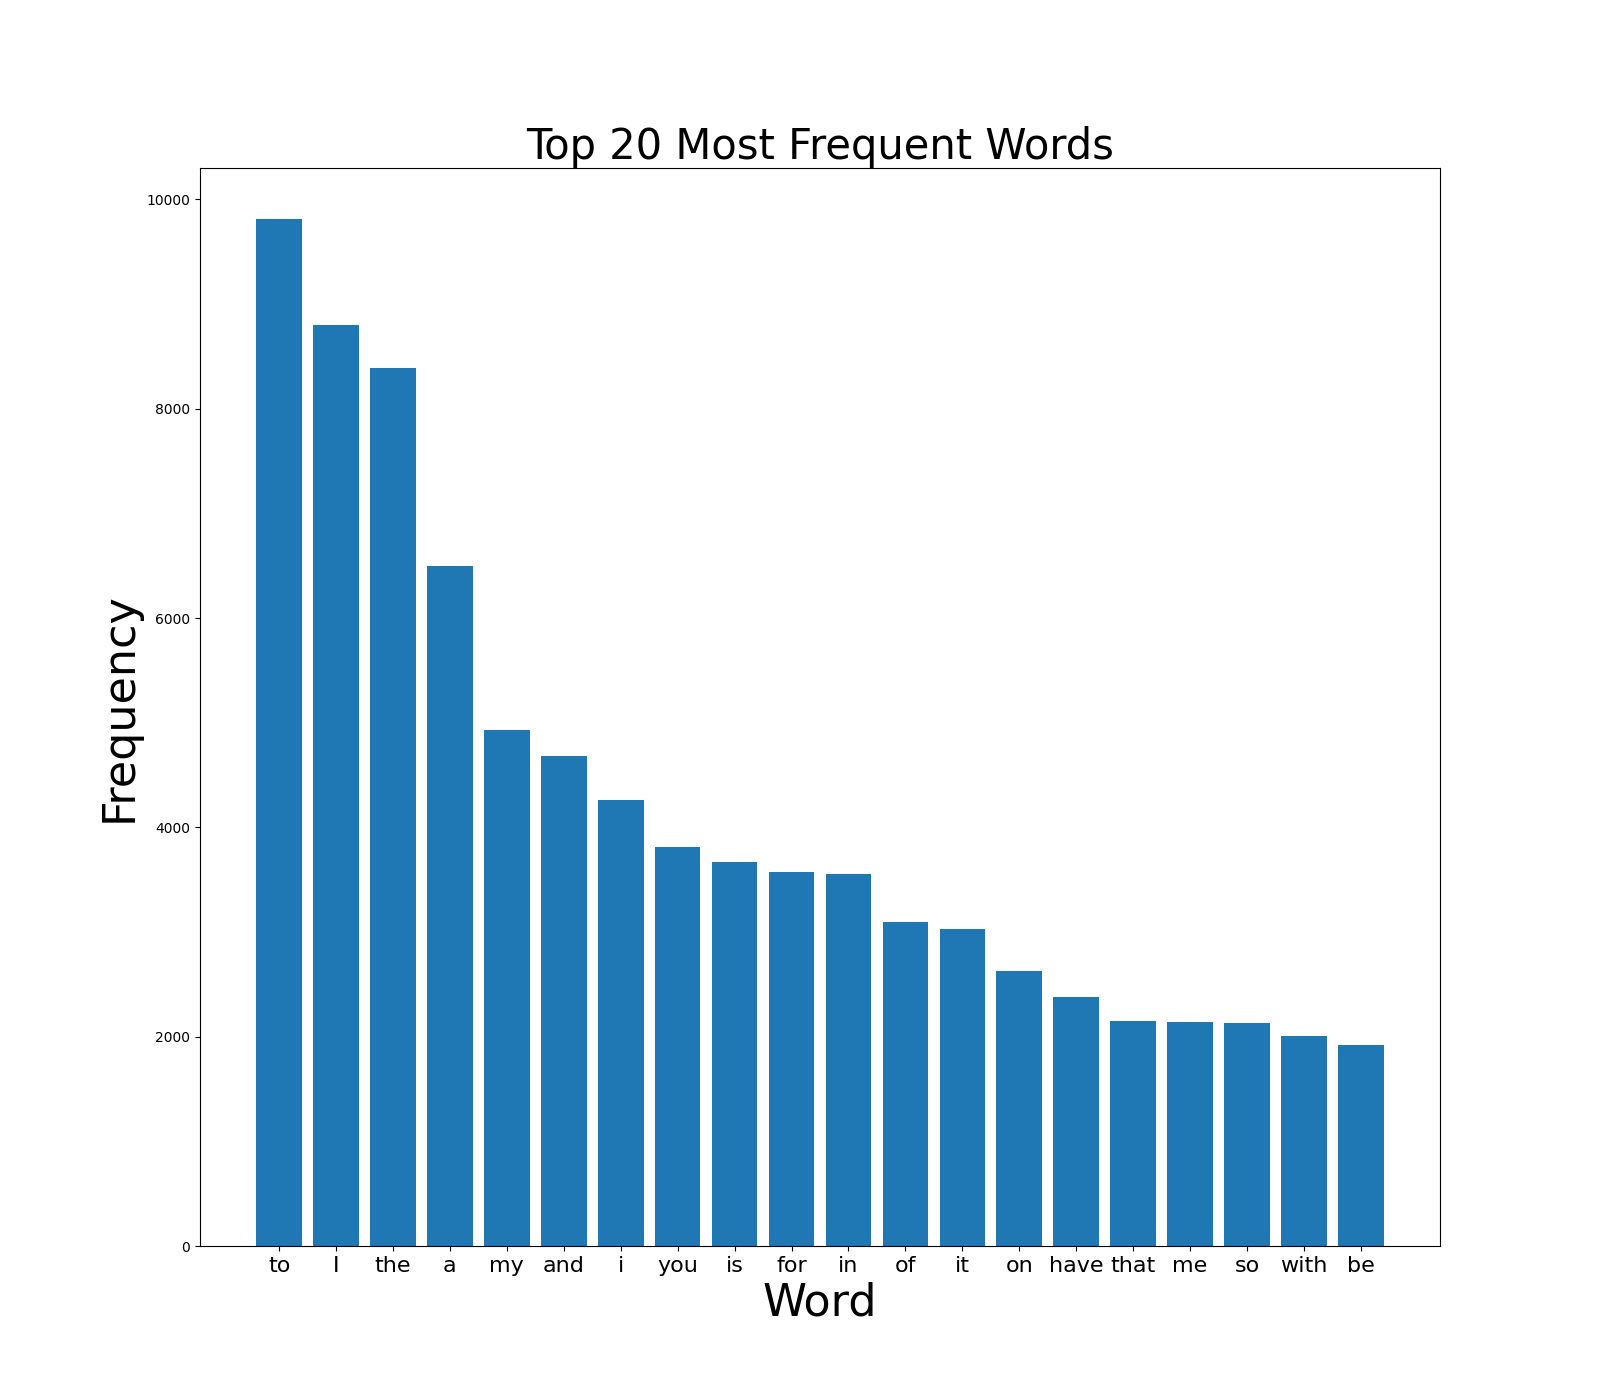 Top 20 Most Frequent Words
Frequency
10000
8000
6000
4000
2000
0
to I the a my and i you is for in of it on have that me so with be
Word